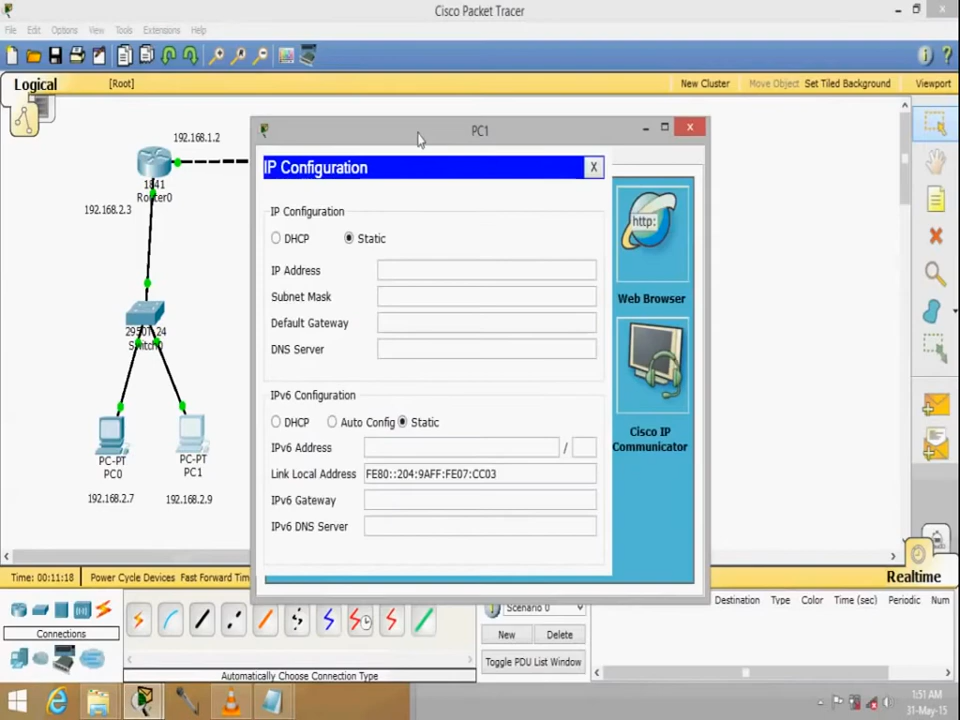 Cisco Packet Tracer
File Edit Options View Tools Extensions Help
Logical [Root] New Cluster Move Object Set Tiled Background Viewport
192.168.1.2
1841
Router0
192.168.2.3
2950T-24
Switch0
PC-PT
PC0
PC-PT
PC1
192.168.2.7 192.168.2.9
PC1
IP Configuration X
IP Configuration
DHCP Static
IP Address
Subnet Mask
Default Gateway
DNS Server
IPv6 Configuration
DHCP Auto Config Static
IPv6 Address /
Link Local Address FE80::204:9AFF:FE07:CC03
IPv6 Gateway
IPv6 DNS Server
http:
Web Browser
Cisco IP
Communicator
Time: 00:11:18 Power Cycle Devices Fast Forward Tim
Realtime
Connections
Automatically Choose Connection Type
Scenario 0
New Delete
Toggle PDU List Window
Destination Type Color Time (sec) Periodic Num
1:51 AM
31-May-15